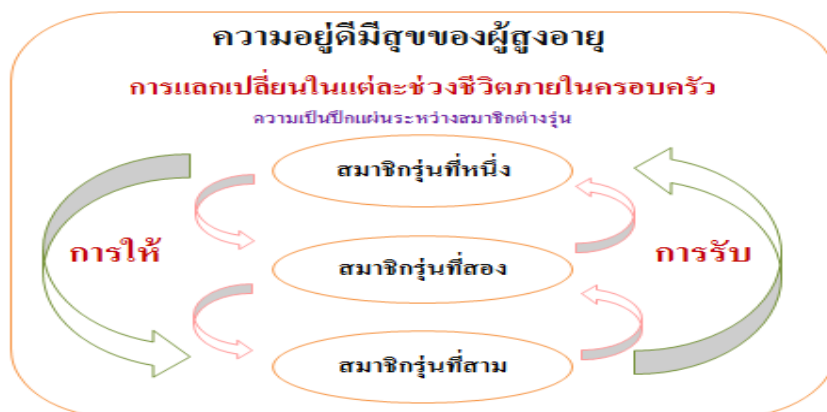 ความอยู่ดีมีสุขของผู้สูงอายุ
การแลกเปลี่ยนในแต่ละช่วงชีวิตภายในครอบครัว
ความเป็นปึกแผ่นระหว่างสมาชิกต่างรุ่น
สมาชิกรุ่นที่หนึ่ง
การให้
สมาชิกรุ่นที่สอง
การรับ
สมาชิกรุ่นที่สาม